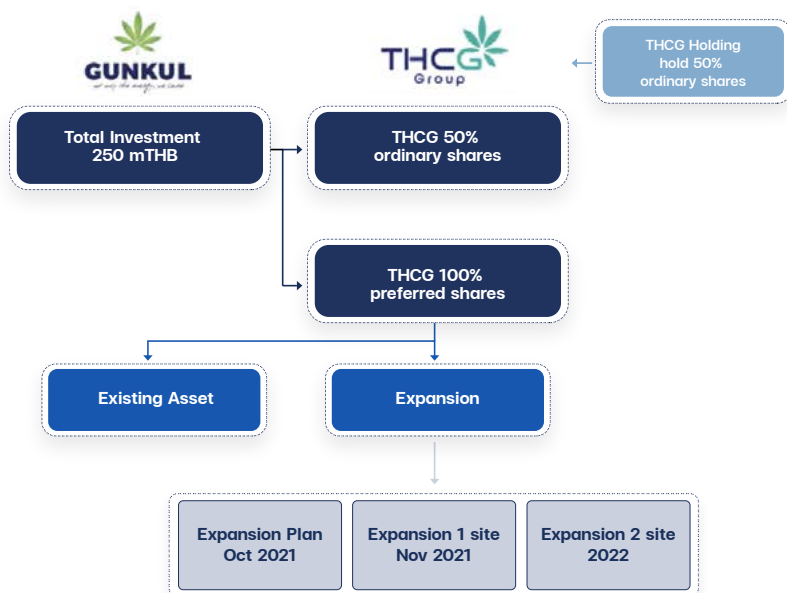 GUNKUL
THCG
Group
THCG Holding
hold 50%
ordinary shares
Total Investment
250 mTHB
THCG 50%
ordinary shares
THCG 100%
preferred shares
Existing Asset
Expansion
Expansion Plan
Oct 2021
Expansion 1 site
Nov 2021
Expansion 2 site
2022